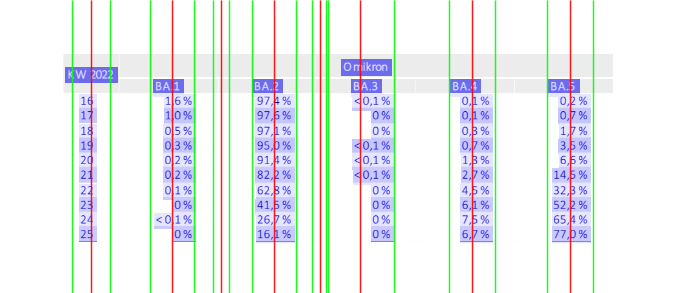 Omikron
KW 2022
BA.1 BA.2 BA.3 BA.4 BA.5
16 1,6 % 97,4 % <0,1 % 0,1 % 0,2 %
17 1,0 % 97,6 % 0 % 0,1 % 0,7 %
18 0,5 % 97,1 % 0 % 0,3 % 1,7 %
19 0,3 % 95,0 % <0,1 % 0,7 % 3,5 %
20 0,2 % 91,4 % <0,1 % 1,3 % 6,6 %
21 0,2 % 82,2 % <0,1 % 2,7 % 14,5 %
22 0,1 % 62,8 % 0 % 4,5 % 32,3 %
23 0 % 41,5 % 0 % 6,1 % 52,2 %
24 <0,1 % 26,7 % 0 % 7,5 % 65,4 %
25 0 % 16,1 % 0 % 6,7 % 77,0 %